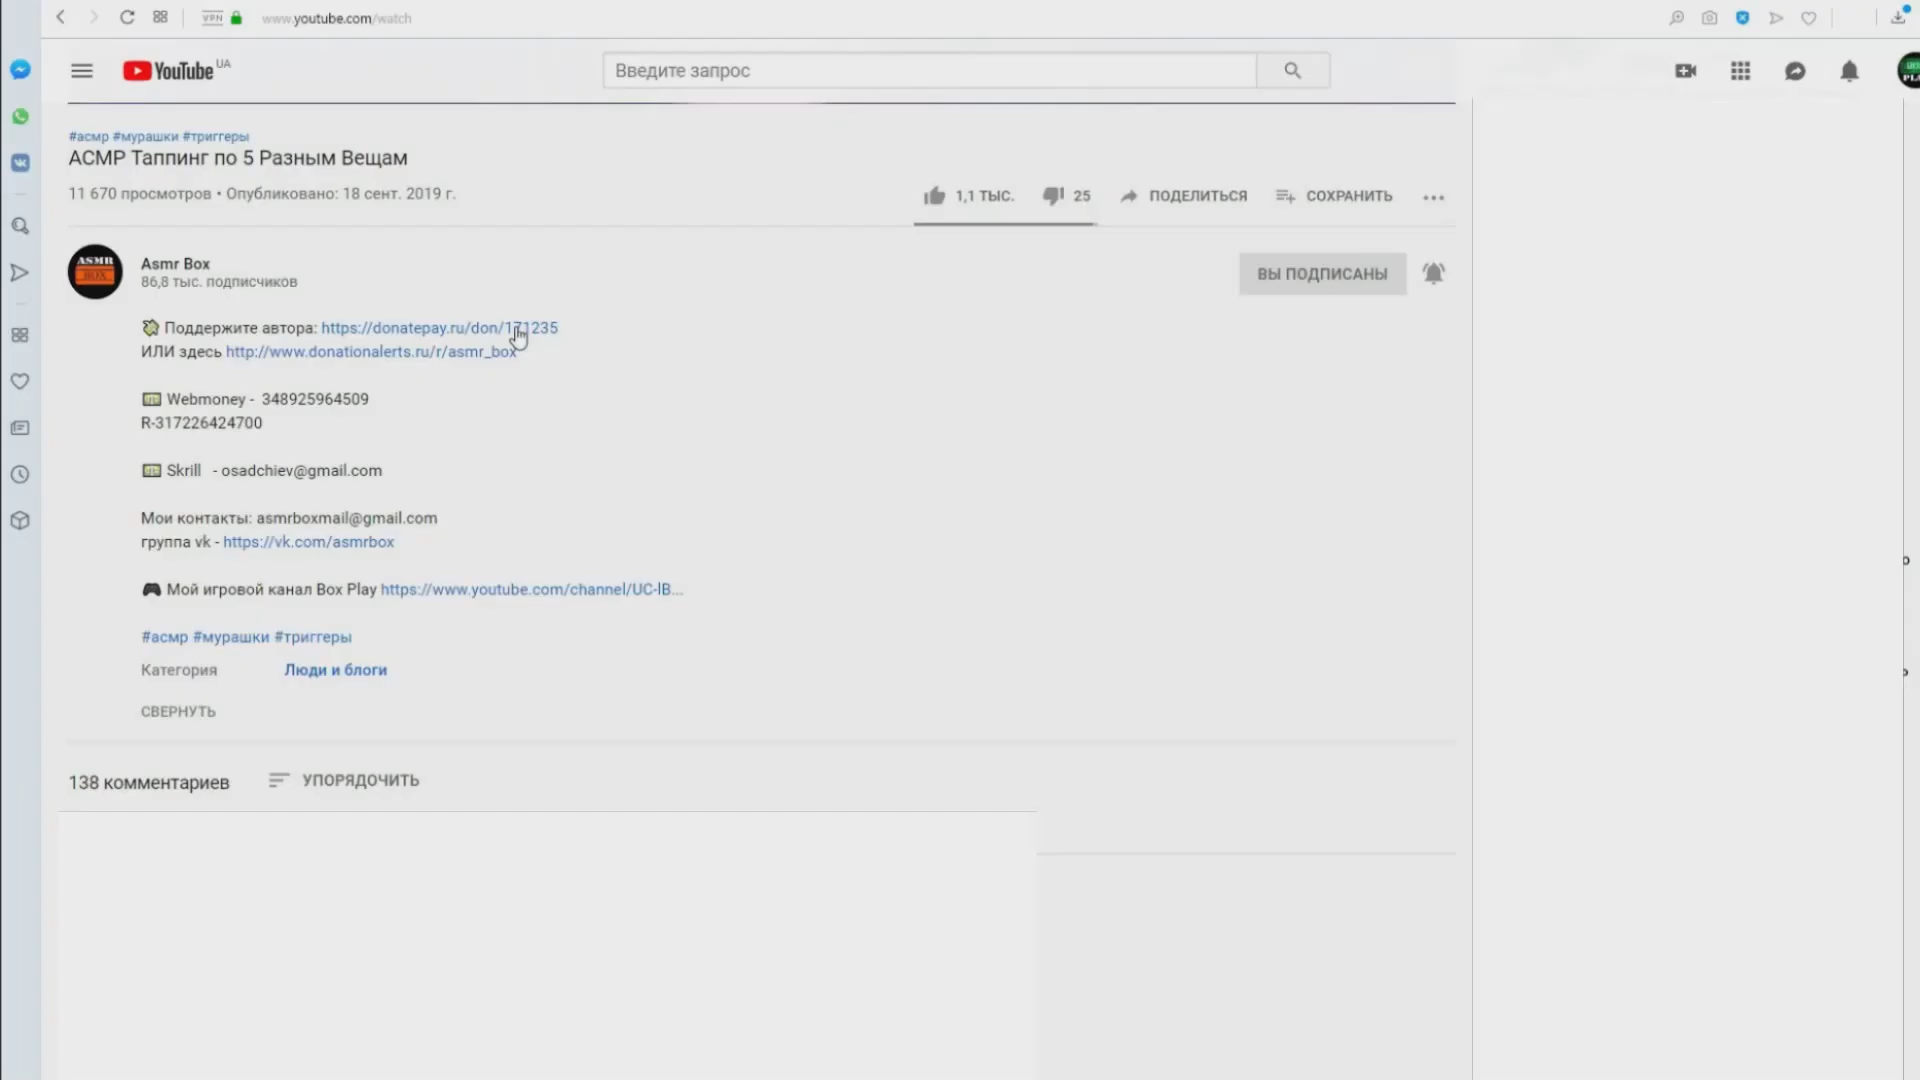 VPN www.youtube.com/watch
YouTube UA
Введите запрос
#асмр #мурашки #триггеры
АСМР Таппинг по 5 Разным Вещам
11 670 просмотров • Опубликовано: 18 сент. 2019 г.
1,1 ТЫС. 25 ПОДЕЛИТЬСЯ СОХРАНИТЬ
ASMR BOX
Asmr Box
86,8 тыс. подписчиков
ВЫ ПОДПИСАНЫ
Поддержите автора: https://donatepay.ru/don/171235
ИЛИ здесь http://www.donationalerts.ru/r/asmr_box
Webmoney - 348925964509
R-317226424700
Skrill - osadchiev@gmail.com
Мои контакты: asmrboxmail@gmail.com
группа vk - https://vk.com/asmrbox
Мой игровой канал Box Play https://www.youtube.com/channel/UC-lB...
#асмр #мурашки #триггеры
Категория Люди и блоги
СВЕРНУТЬ
138 комментариев УПОРЯДОЧИТЬ